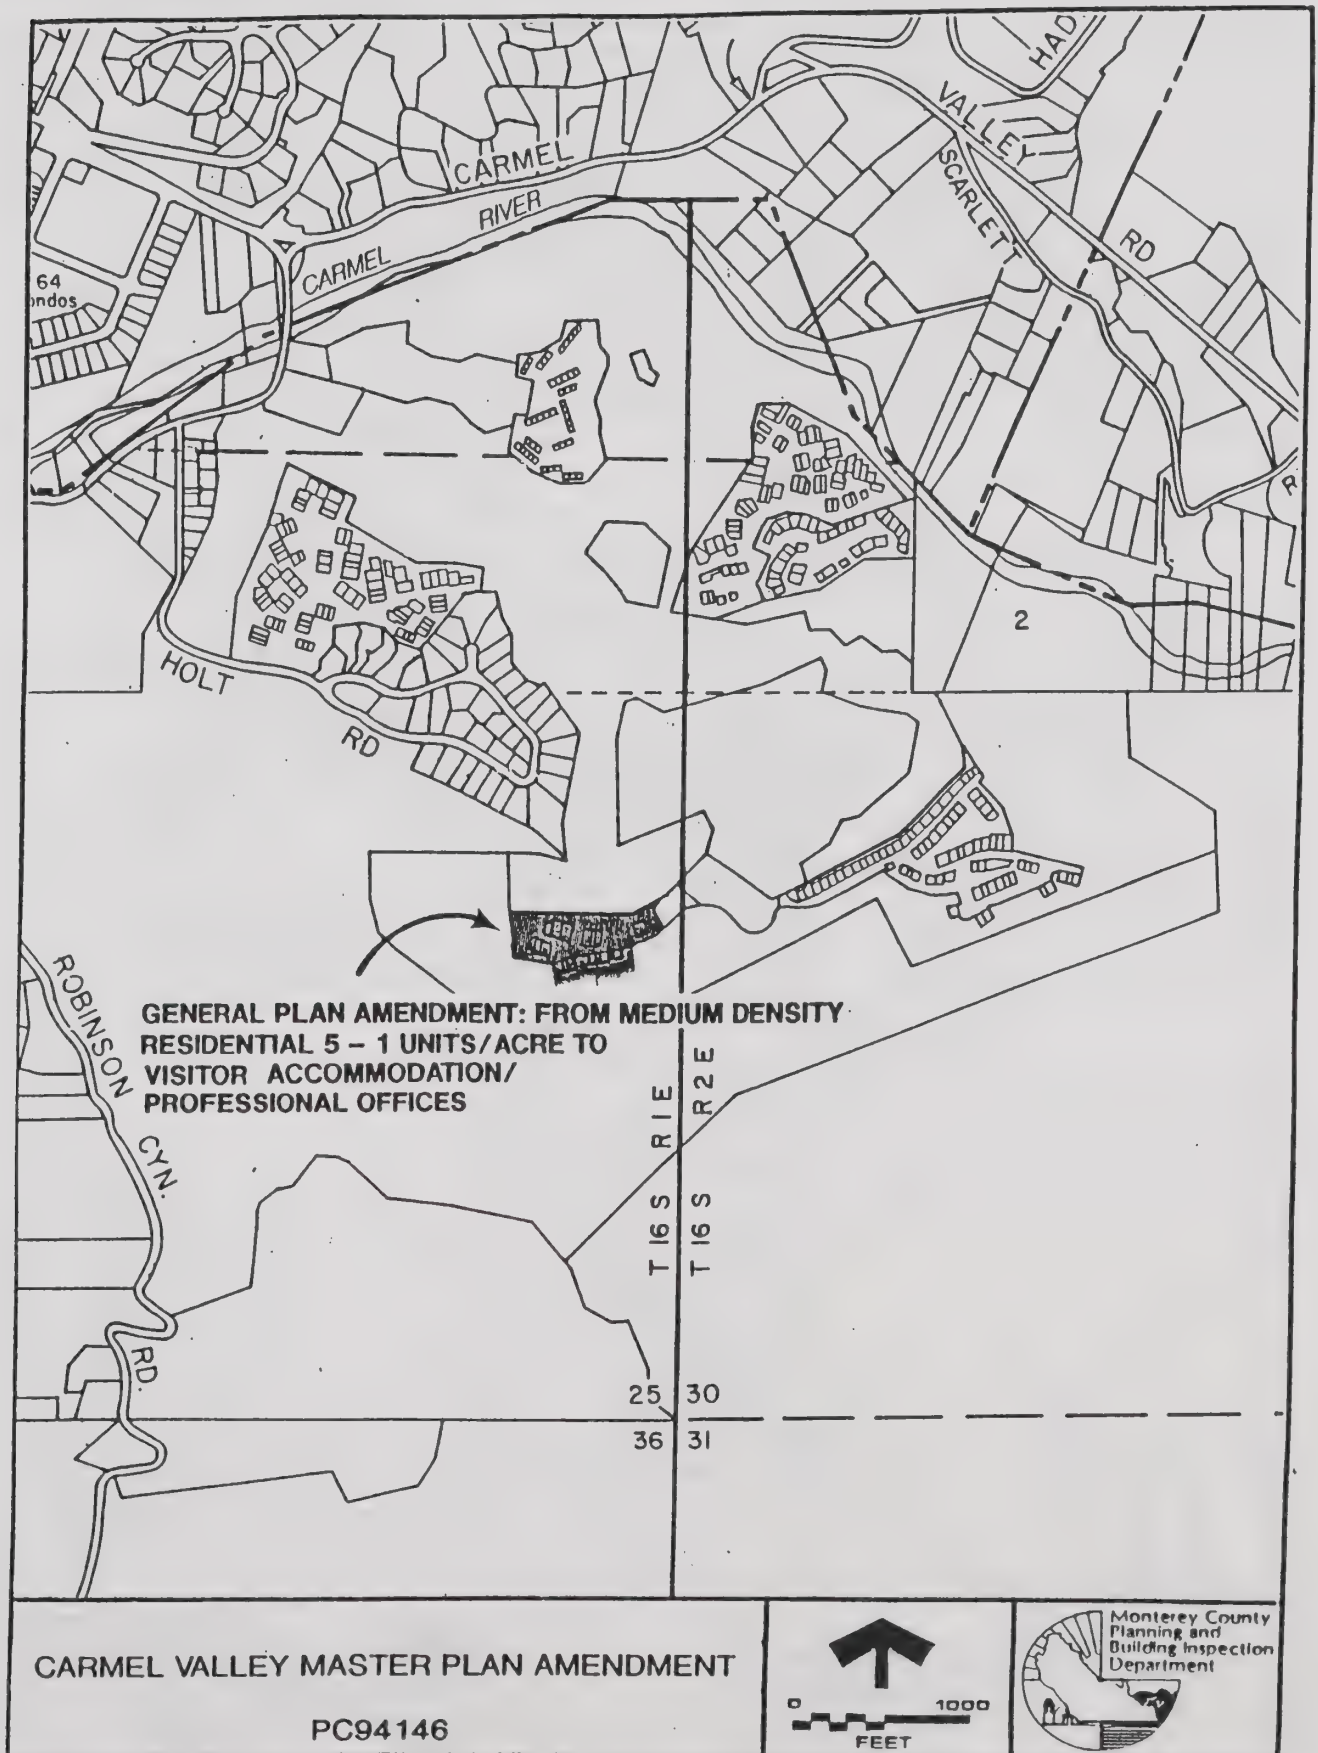 HAD
VALLEY
CARMEL
SCARLETT
RIVER
CARMEL
RD
64
ondos
R
2
HOLT
RD
ROBINSON
CYN.
RD.
GENERAL PLAN AMENDMENT: FROM MEDIUM DENSITY
RESIDENTIAL 5 – 1 UNITS/ACRE TO
VISITOR ACCOMMODATION/
PROFESSIONAL OFFICES
T16S R1E
T16S R2E
25 30
36 31
CARMEL VALLEY MASTER PLAN AMENDMENT
PC94146
0 1000
FEET
Monterey County
Planning and
Building Inspection
Department